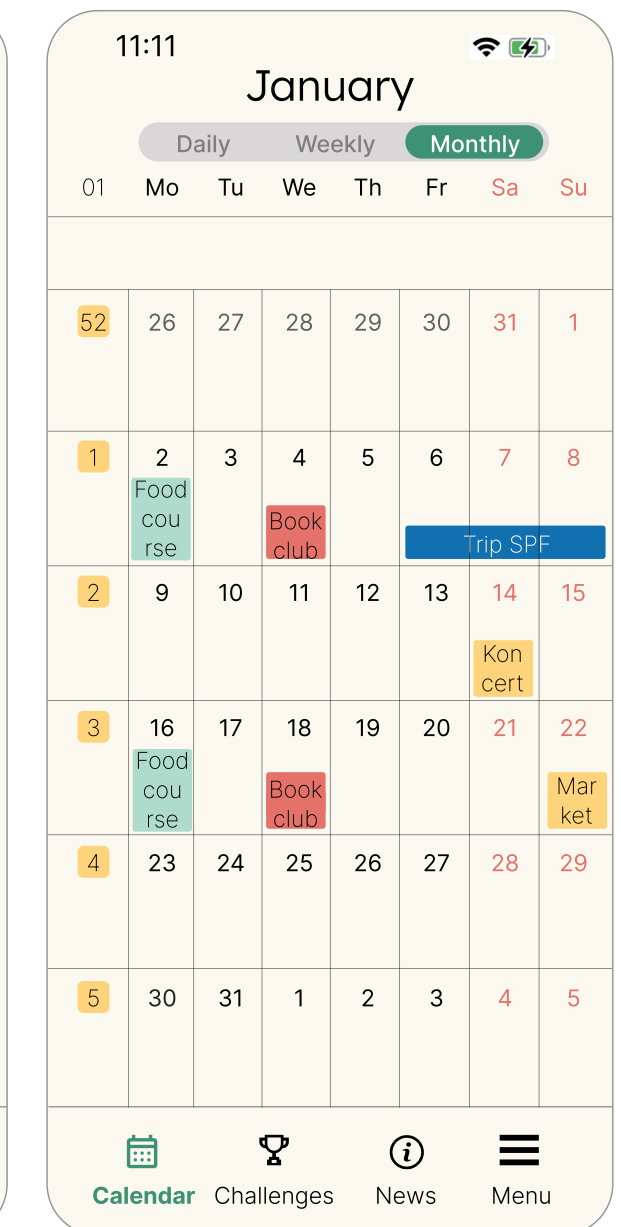 11:11
January
Daily Weekly Monthly
01 Mo Tu We Th Fr Sa Su
52 26 27 28 29 30 31 1
1 2 3 4 5 6 7 8
Food
cou
rse
Book
club
Trip SPF
2 9 10 11 12 13 14 15
Kon
cert
3 16 17 18 19 20 21 22
Food
cou
rse
Book
club
Mar
ket
4 23 24 25 26 27 28 29
5 30 31 1 2 3 4 5
Calendar Challenges News Menu